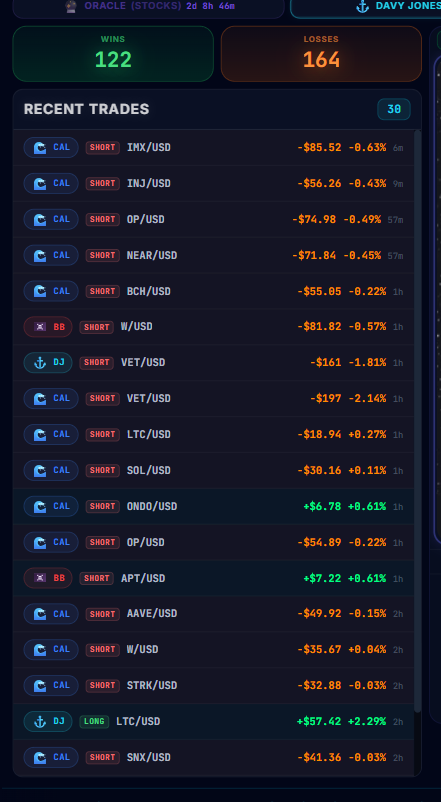 ORACLE (STOCKS) 2d 8h 46m
DAVY JONES
WINS
122
LOSSES
164
RECENT TRADES 30
CAL SHORT IMX/USD -$85.52 -0.63% 6m
CAL SHORT INJ/USD -$56.26 -0.43% 9m
CAL SHORT OP/USD -$74.98 -0.49% 57m
CAL SHORT NEAR/USD -$71.84 -0.45% 57m
CAL SHORT BCH/USD -$55.05 -0.22% 1h
BB SHORT W/USD -$81.82 -0.57% 1h
DJ SHORT VET/USD -$161 -1.81% 1h
CAL SHORT VET/USD -$197 -2.14% 1h
CAL SHORT LTC/USD -$18.94 +0.27% 1h
CAL SHORT SOL/USD -$30.16 +0.11% 1h
CAL SHORT ONDO/USD +$6.78 +0.61% 1h
CAL SHORT OP/USD -$54.89 -0.22% 1h
BB SHORT APT/USD +$7.22 +0.61% 1h
CAL SHORT AAVE/USD -$49.92 -0.15% 2h
CAL SHORT W/USD -$35.67 +0.04% 2h
CAL SHORT STRK/USD -$32.88 -0.03% 2h
DJ LONG LTC/USD +$57.42 +2.29% 2h
CAL SHORT SNX/USD -$41.36 -0.03% 2h